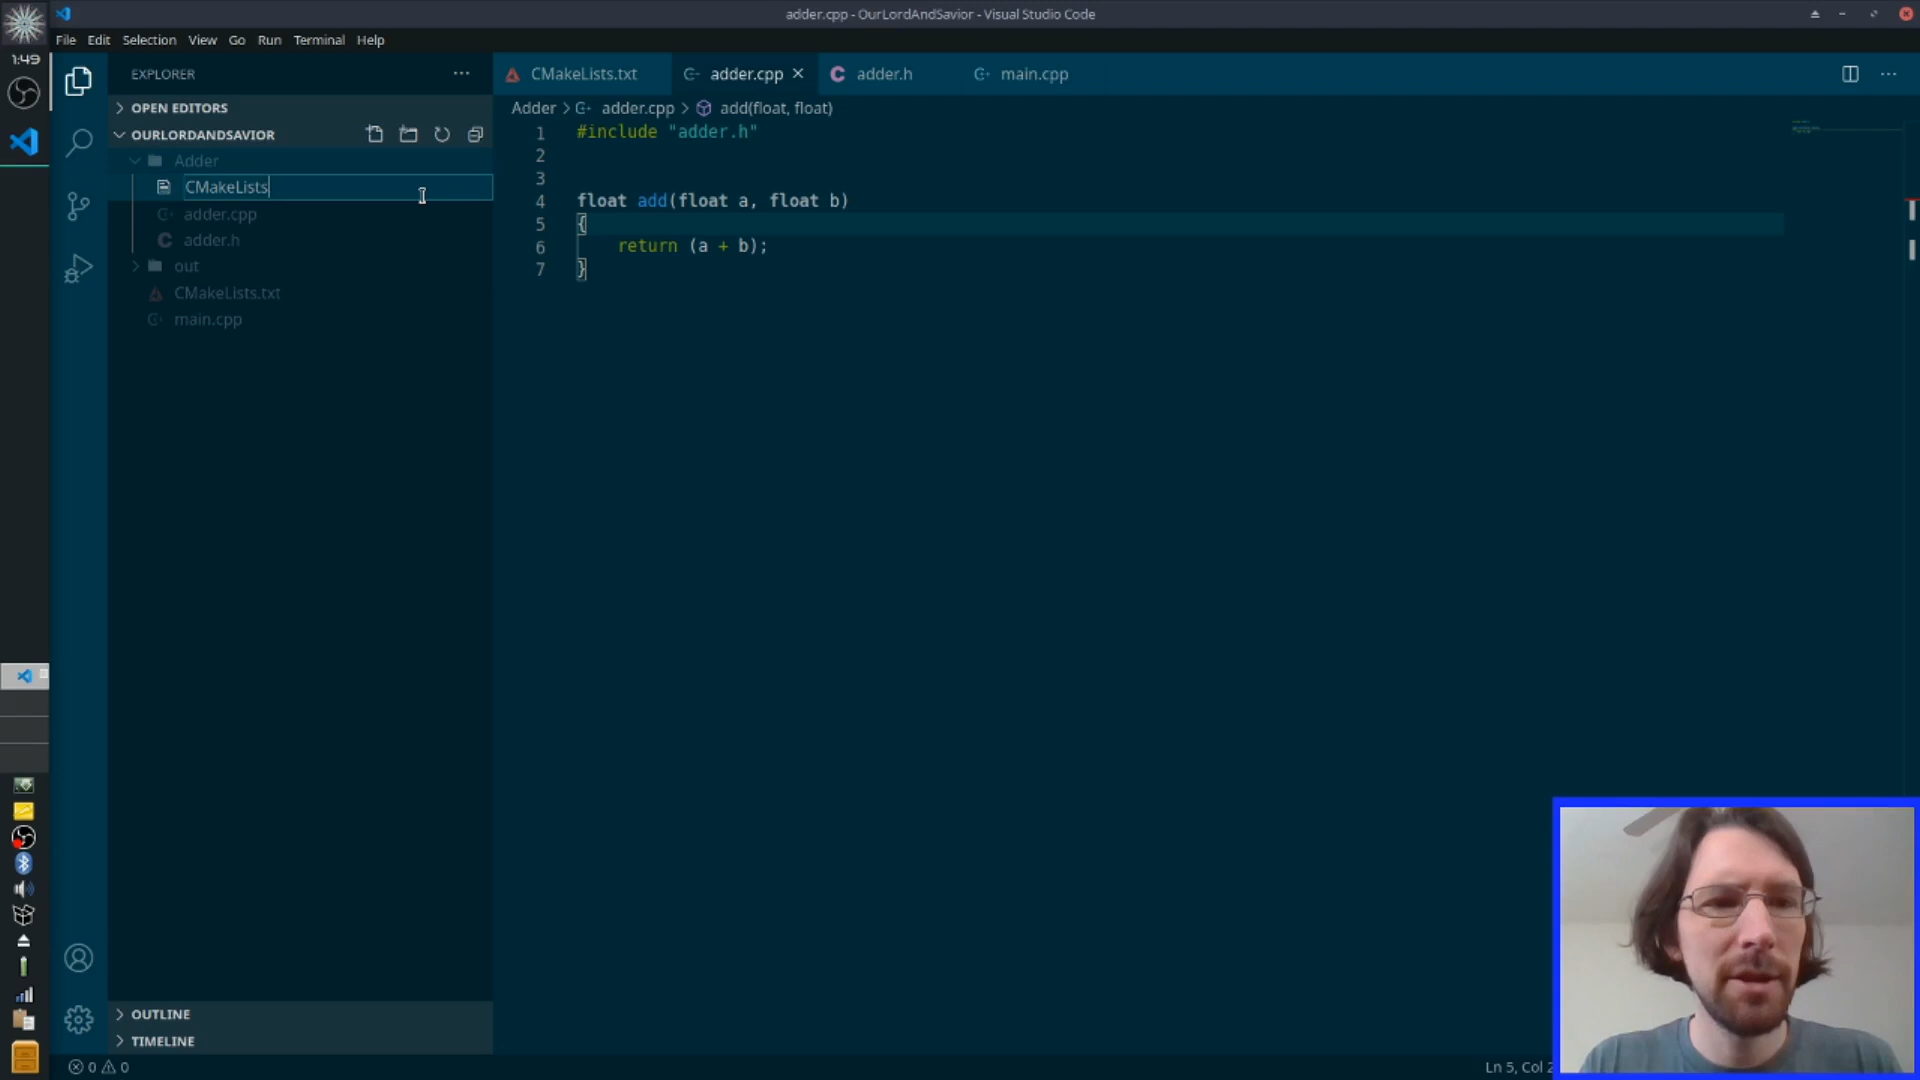 adder.cpp - OurLordAndSavior - Visual Studio Code
File Edit Selection View Go Run Terminal Help
1:49
EXPLORER
OPEN EDITORS
OURLORDANDSAVIOR
Adder
CMakeLists
adder.cpp
adder.h
out
CMakeLists.txt
main.cpp
OUTLINE
TIMELINE
CMakeLists.txt adder.cpp adder.h main.cpp
Adder > adder.cpp > add(float, float)
1 #include "adder.h"
2
3
4 float add(float a, float b)
5 {
6 return (a + b);
7 }
0 0
Ln 5, Col